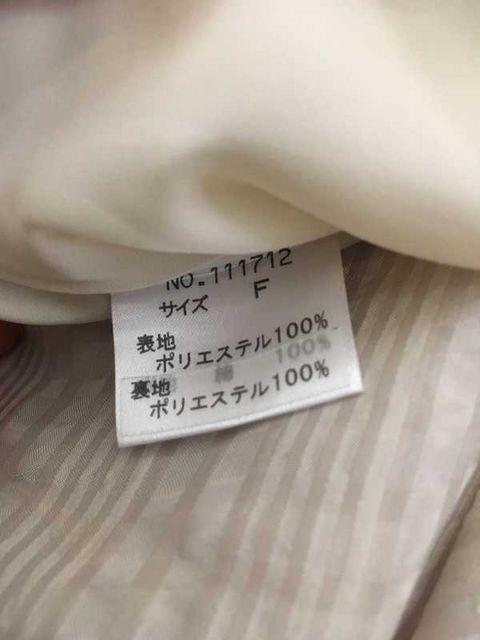 NO.111712
サイズ F
表地
ポリエステル100%
綿 100%
裏地
ポリエステル100%